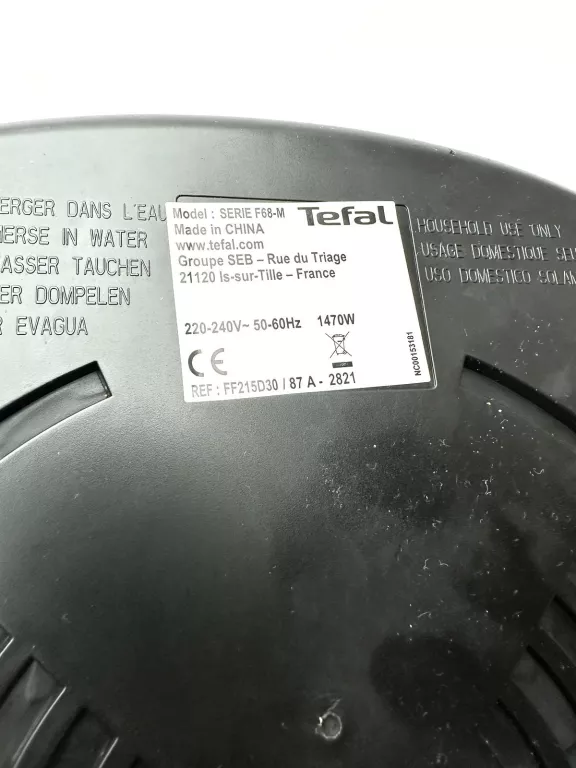 ERGER DANS L'EAU
MERSE IN WATER
WASSER TAUCHEN
ER DOMPELEN
R EVAGUA
Model : SERIE F68-M
Tefal
Made in CHINA
www.tefal.com
Groupe SEB – Rue du Triage
21120 Is-sur-Tille – France
220-240V~ 50-60Hz 1470W
CE
REF : FF215D30 / 87 A - 2821
NC00153181
HOUSEHOLD USE ONLY
USAGE DOMESTIQUE SEU
USO DOMESTICO SOLAM